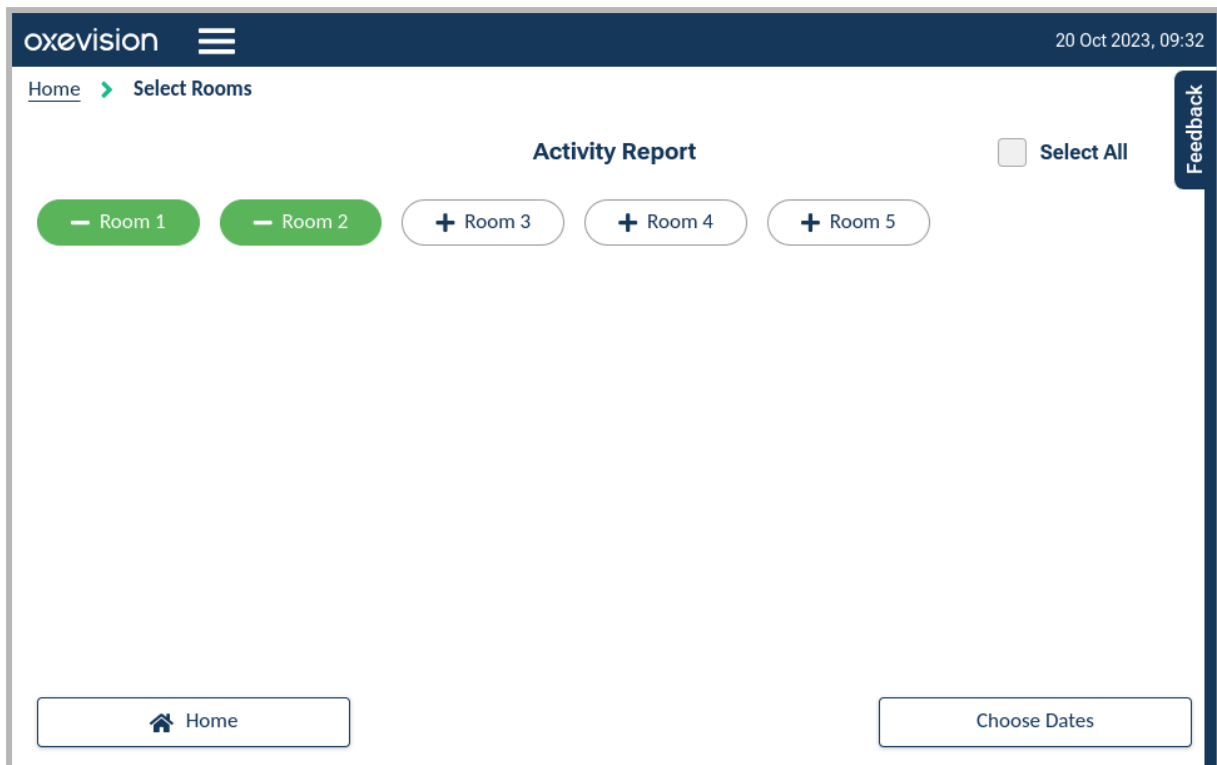 oxevision
20 Oct 2023, 09:32
Home Select Rooms
Feedback
Activity Report
Select All
Room 1
Room 2
Room 3
Room 4
Room 5
Home
Choose Dates